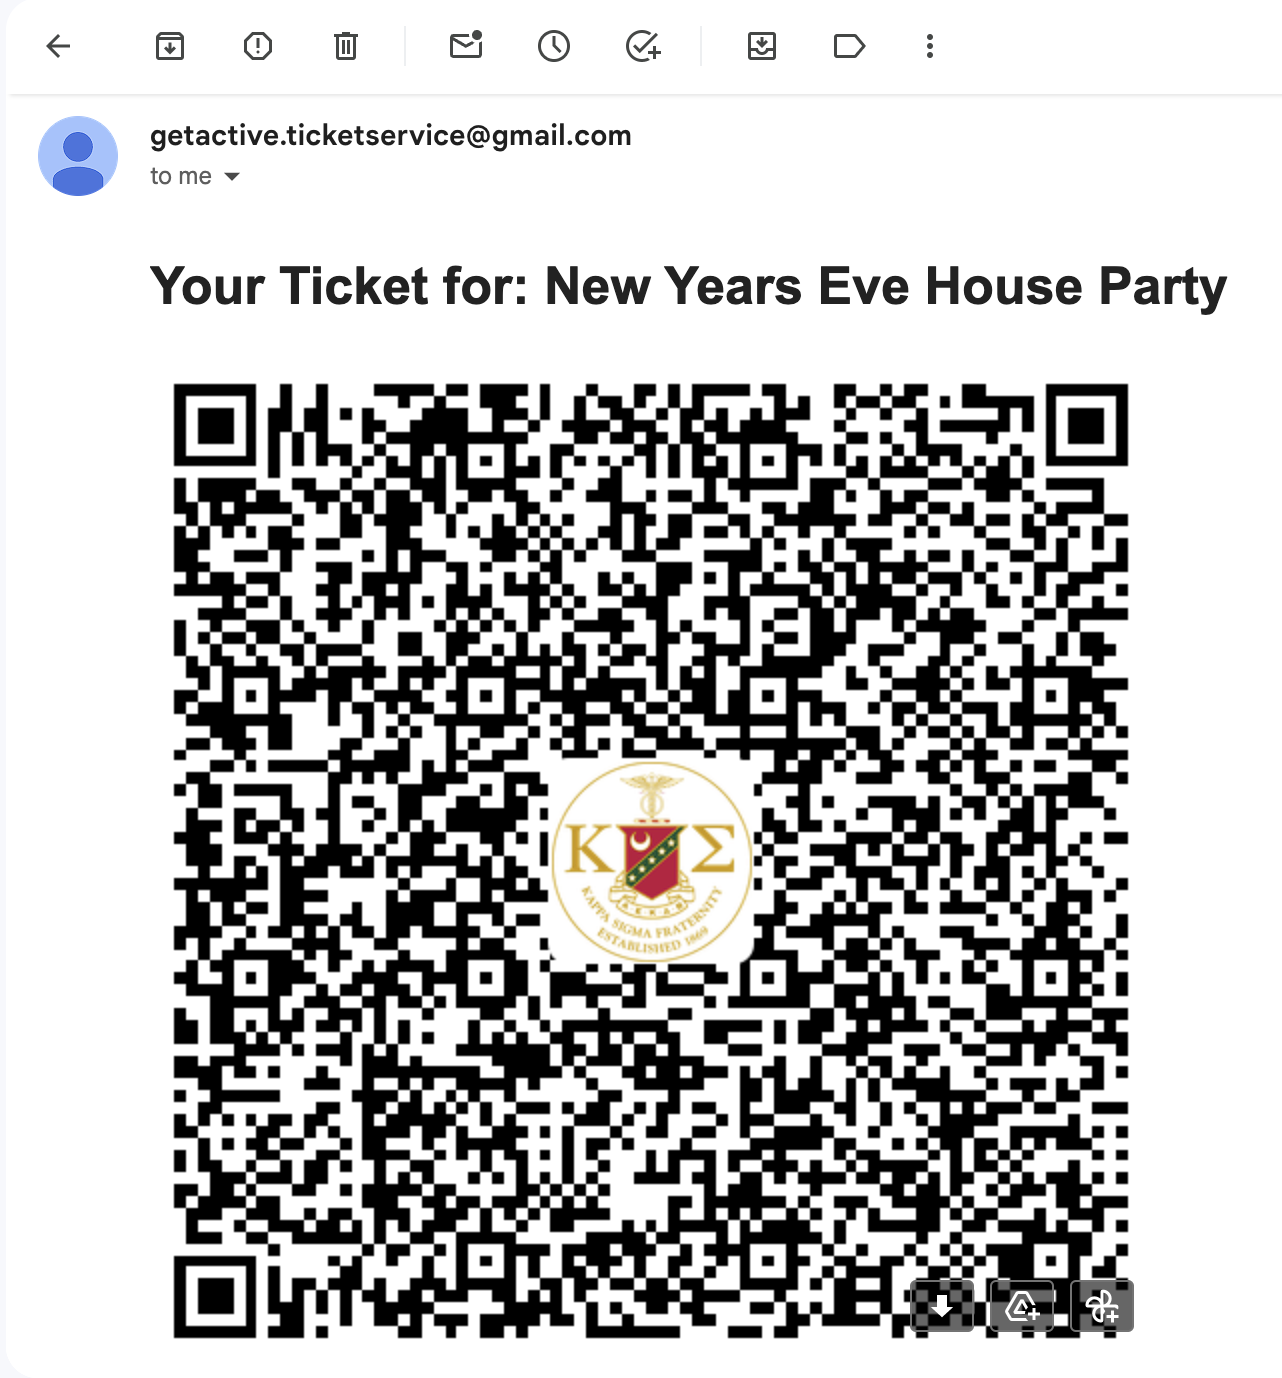 getactive.ticketservice@gmail.com
to me
Your Ticket for: New Years Eve House Party
Κ Σ
KAPPA SIGMA FRATERNITY
ESTABLISHED 1869